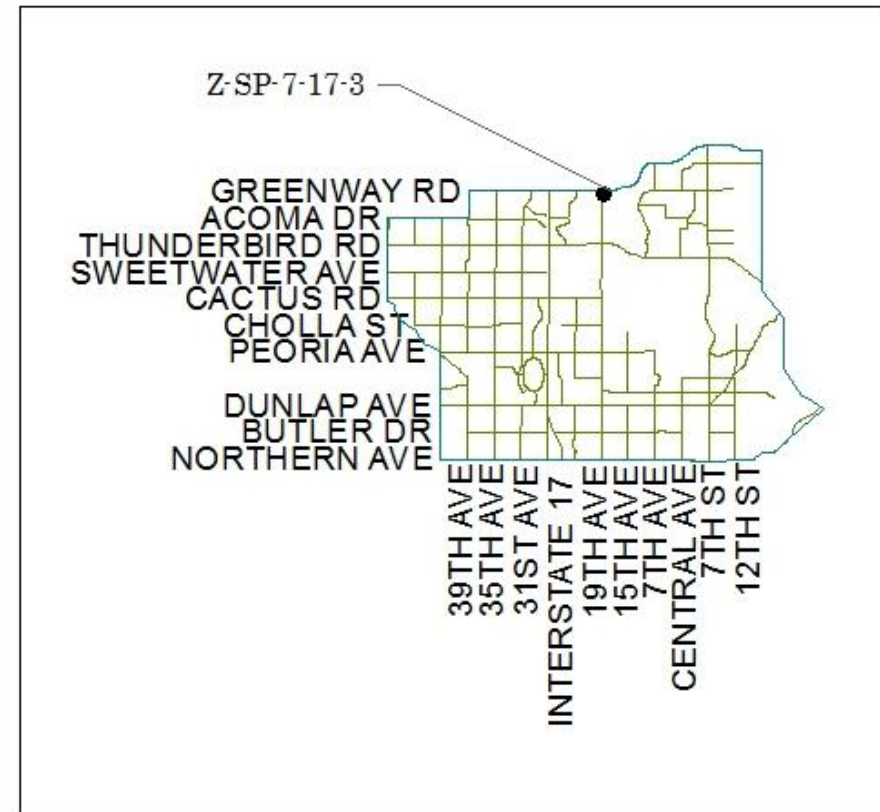 Z-SP-7-17-3
GREENWAY RD
ACOMA DR
THUNDERBIRD RD
SWEETWATER AVE
CACTUS RD
CHOLLA ST
PEORIA AVE
DUNLAP AVE
BUTLER DR
NORTHERN AVE
39TH AVE
35TH AVE
31ST AVE
INTERSTATE 17
19TH AVE
15TH AVE
7TH AVE
CENTRAL AVE
7TH ST
12TH ST